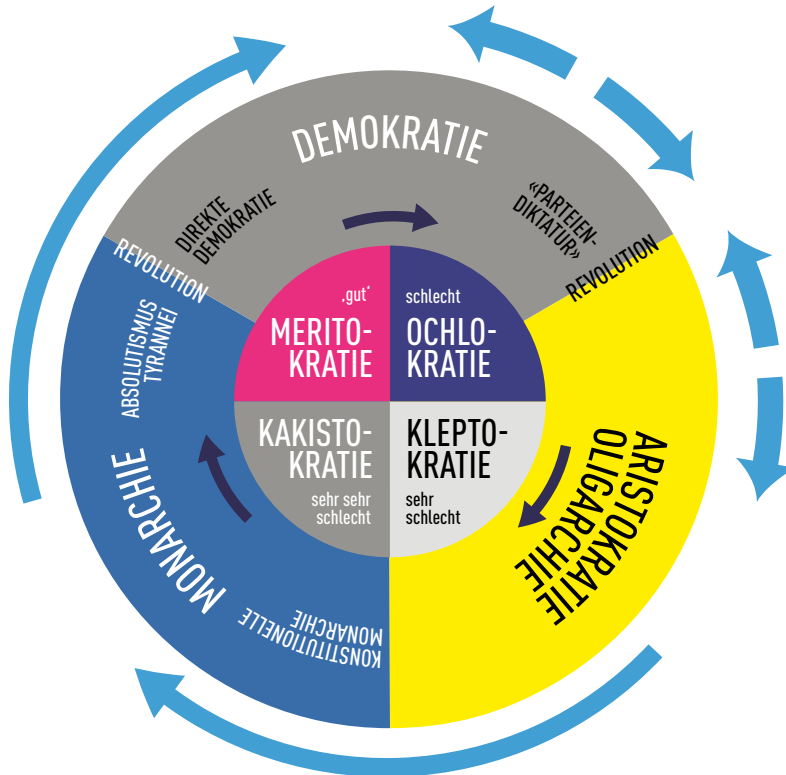 DEMOKRATIE
DIREKTE
DEMOKRATIE
«PARTEIEN-
DIKTATUR»
REVOLUTION
REVOLUTION
ABSOLUTISMUS
TYRANNEI
‚gut‘
MERITO-
KRATIE
schlecht
OCHLO-
KRATIE
KAKISTO-
KRATIE
sehr sehr
schlecht
KLEPTO-
KRATIE
sehr
schlecht
MONARCHIE
ARISTOKRATIE
OLIGARCHIE
KONSTITUTIONELLE
MONARCHIE